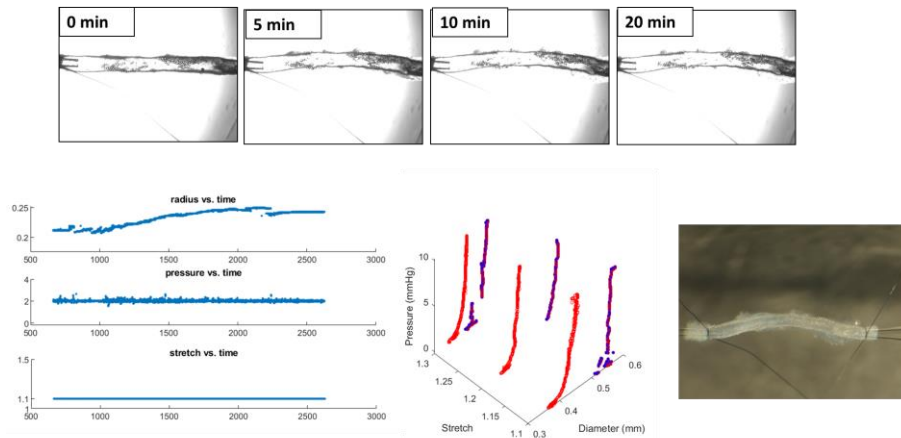 0 min
5 min
10 min
20 min
radius vs. time
0.25
0.2
500 1000 1500 2000 2500 3000
pressure vs. time
4
2
0
500 1000 1500 2000 2500 3000
stretch vs. time
1.5
1.1
1
500 1000 1500 2000 2500 3000
Pressure (mmHg)
10
5
0
1.3
1.25
1.2
1.15
1.1
Stretch
0.3
0.4
0.5
0.6
Diameter (mm)